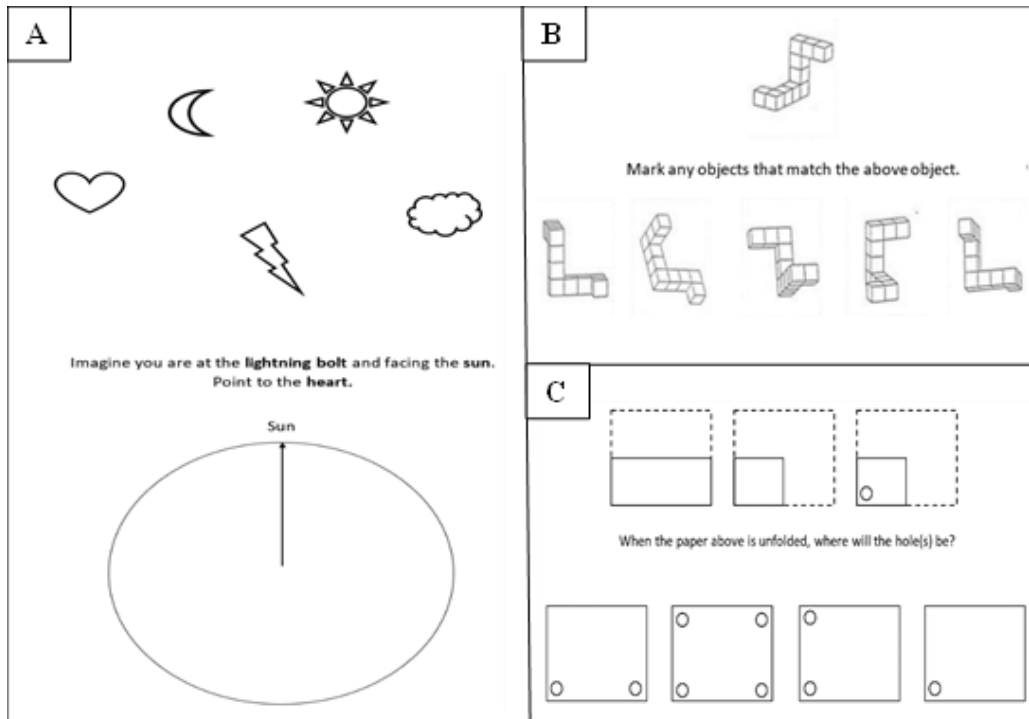 A
Imagine you are at the lightning bolt and facing the sun.
Point to the heart.
Sun
B
Mark any objects that match the above object.
C
When the paper above is unfolded, where will the hole(s) be?